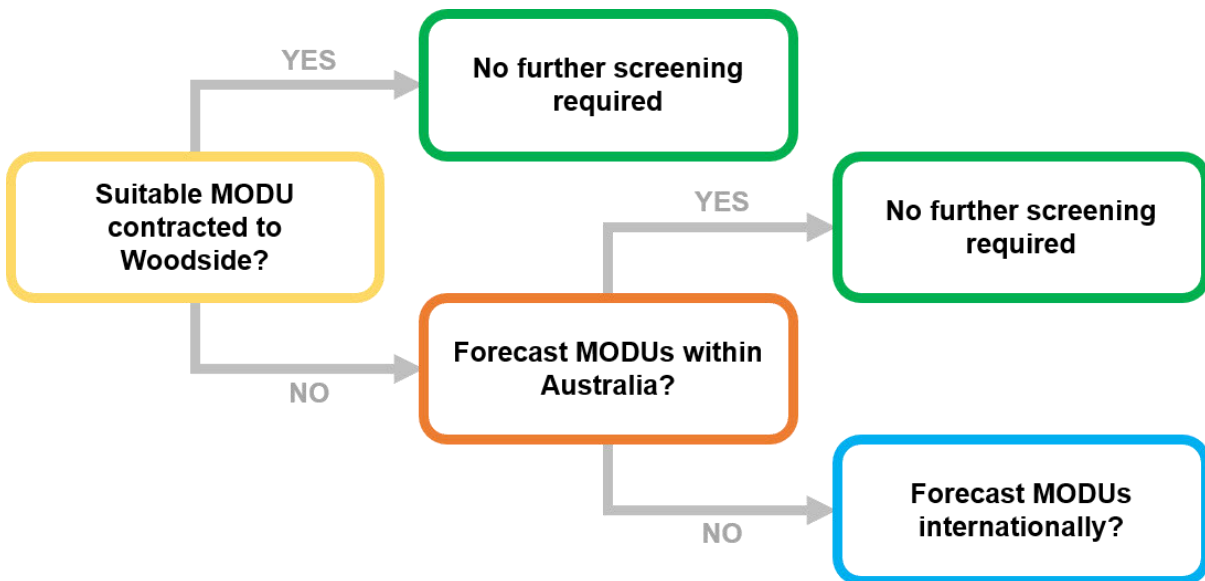 YES
No further screening
required
Suitable MODU
contracted to
Woodside?
YES
No further screening
required
NO
Forecast MODUs within
Australia?
NO
Forecast MODUs
internationally?